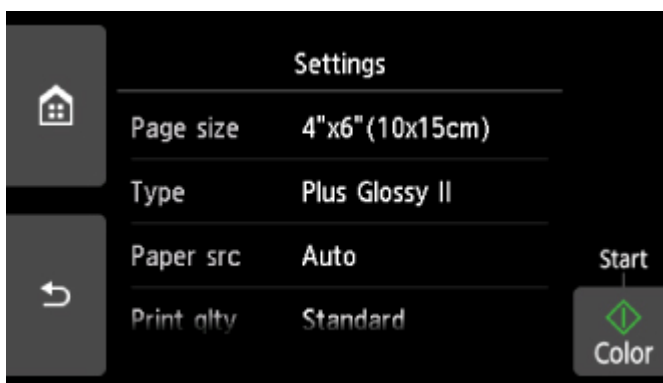 Settings
Page size 4"x6"(10x15cm)
Type Plus Glossy II
Paper src Auto
Print qlty Standard
Start
Color